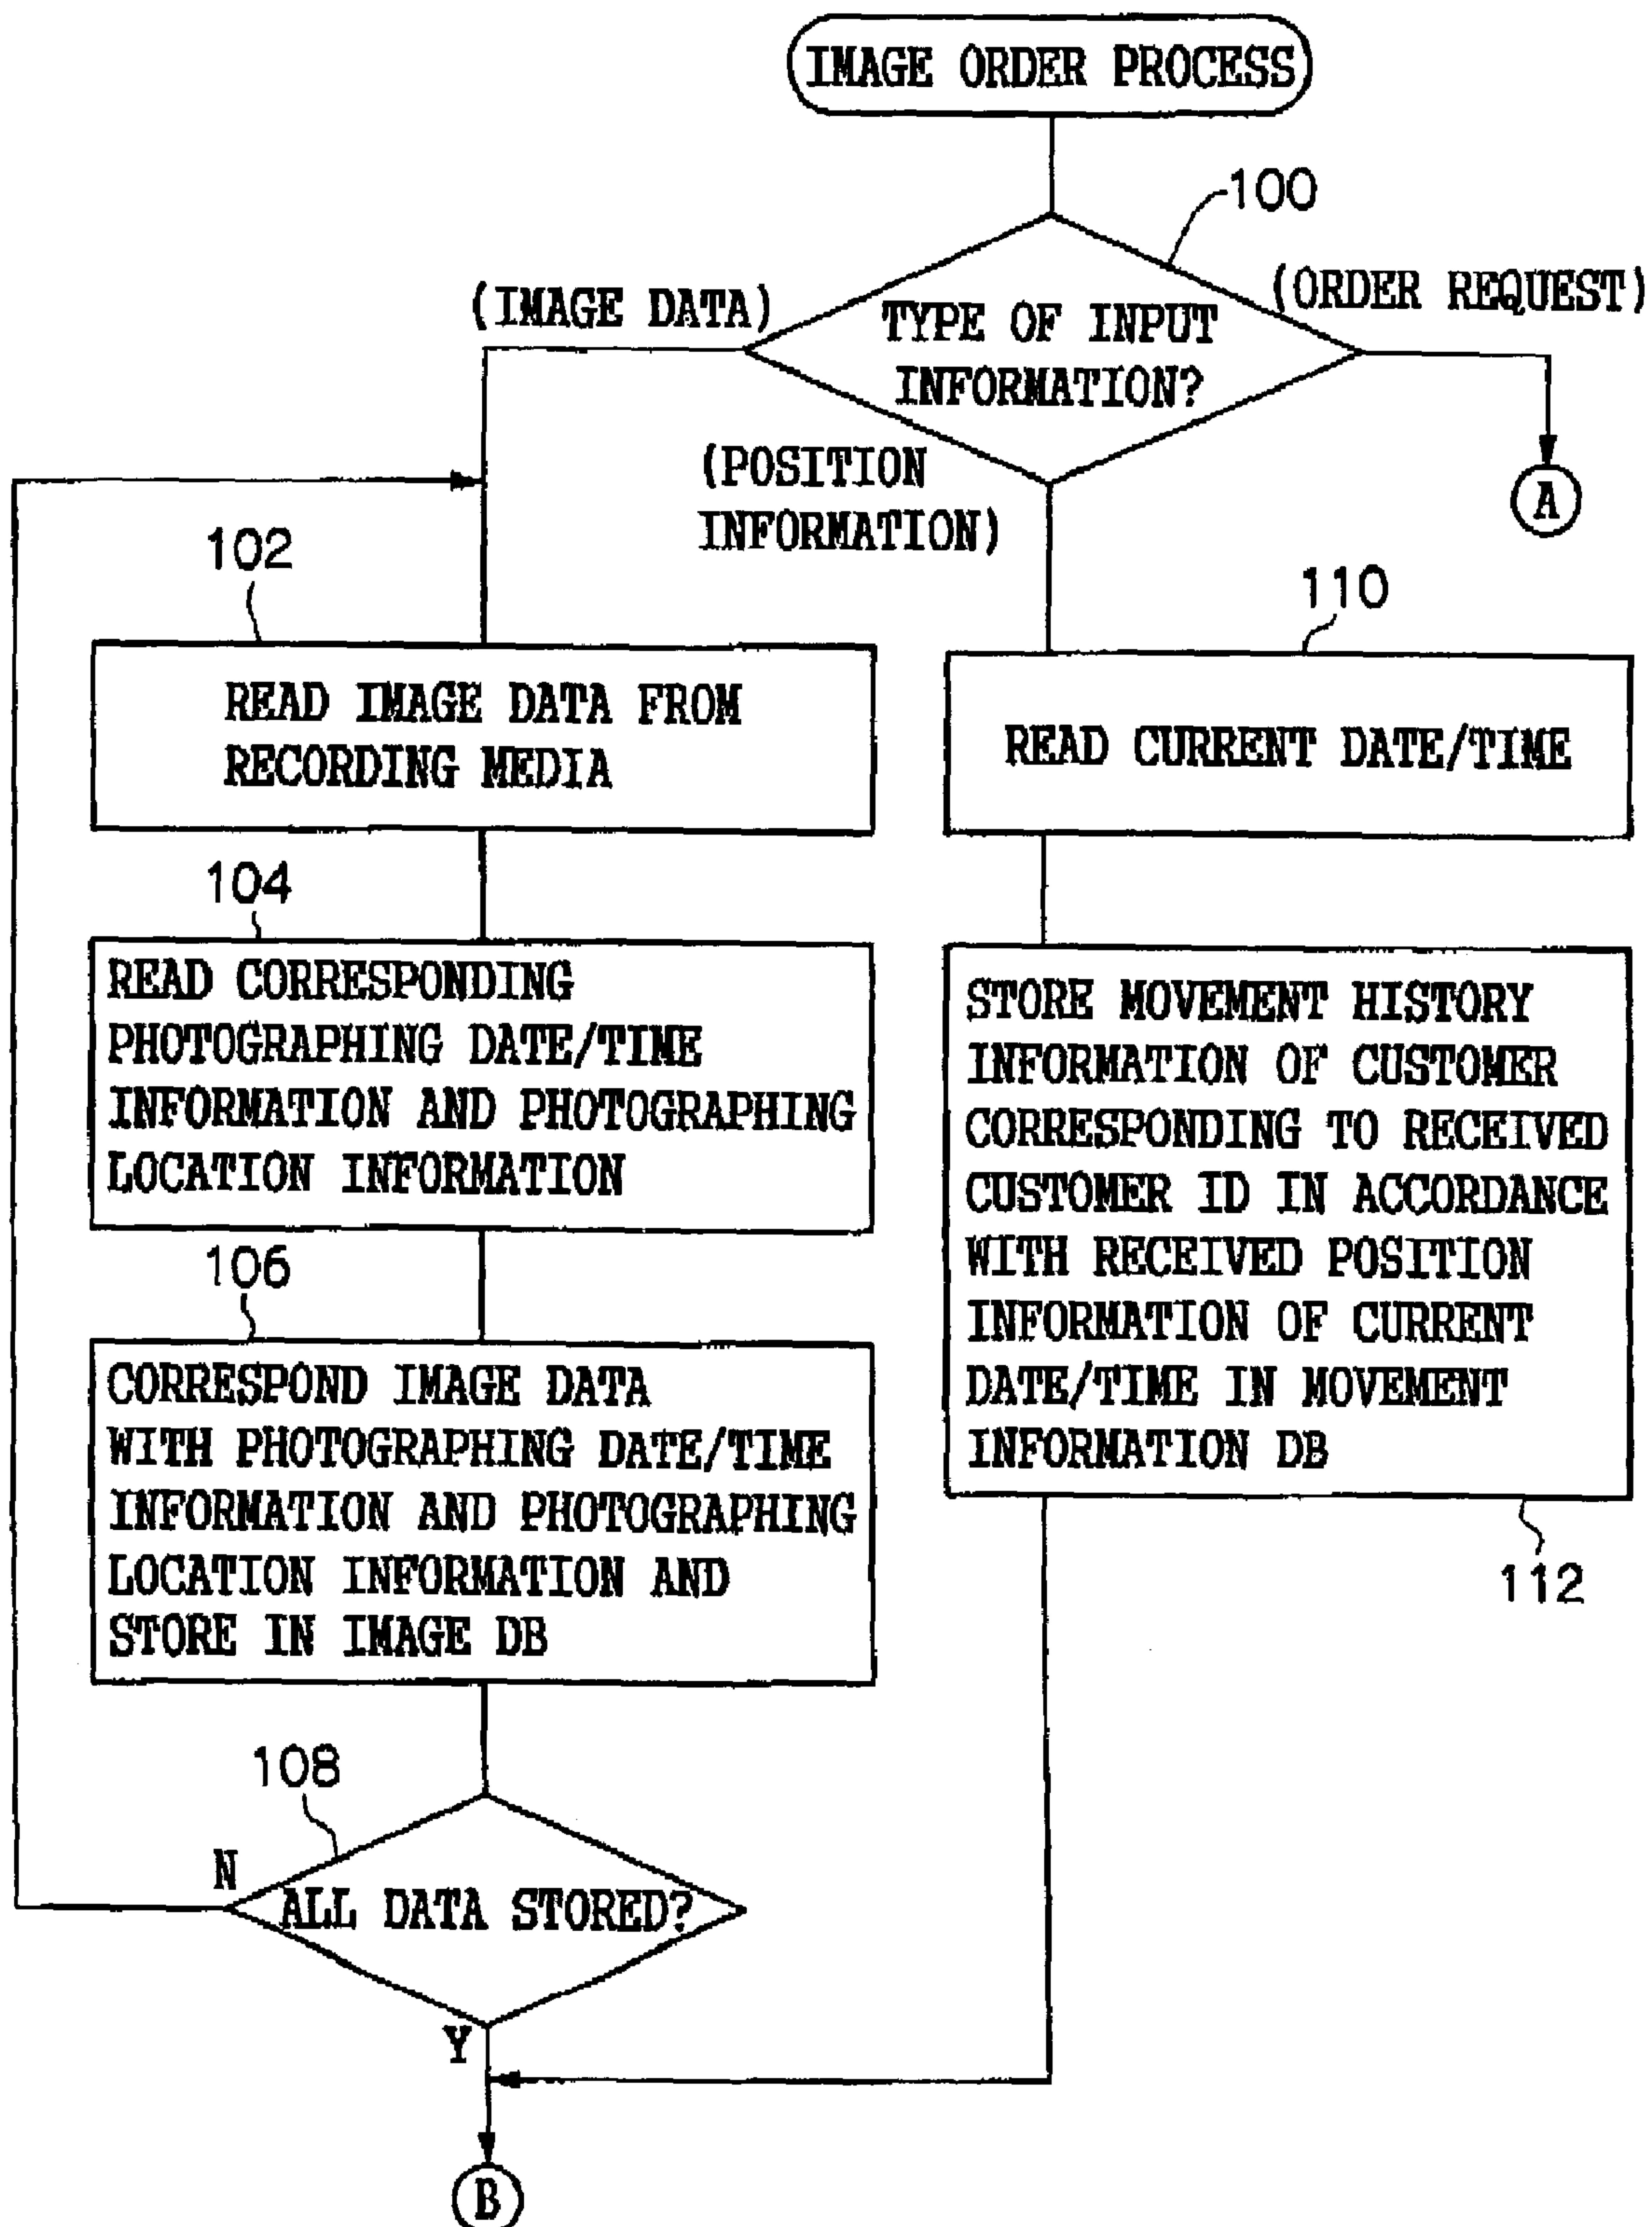 IMAGE ORDER PROCESS
100
(IMAGE DATA)
TYPE OF INPUT
INFORMATION?
(ORDER REQUEST)
(POSITION
INFORMATION)
A
102
READ IMAGE DATA FROM
RECORDING MEDIA
110
READ CURRENT DATE/TIME
104
READ CORRESPONDING
PHOTOGRAPHING DATE/TIME
INFORMATION AND PHOTOGRAPHING
LOCATION INFORMATION
STORE MOVEMENT HISTORY
INFORMATION OF CUSTOMER
CORRESPONDING TO RECEIVED
CUSTOMER ID IN ACCORDANCE
WITH RECEIVED POSITION
INFORMATION OF CURRENT
DATE/TIME IN MOVEMENT
INFORMATION DB
112
106
CORRESPOND IMAGE DATA
WITH PHOTOGRAPHING DATE/TIME
INFORMATION AND PHOTOGRAPHING
LOCATION INFORMATION AND
STORE IN IMAGE DB
108
N
ALL DATA STORED?
Y
B